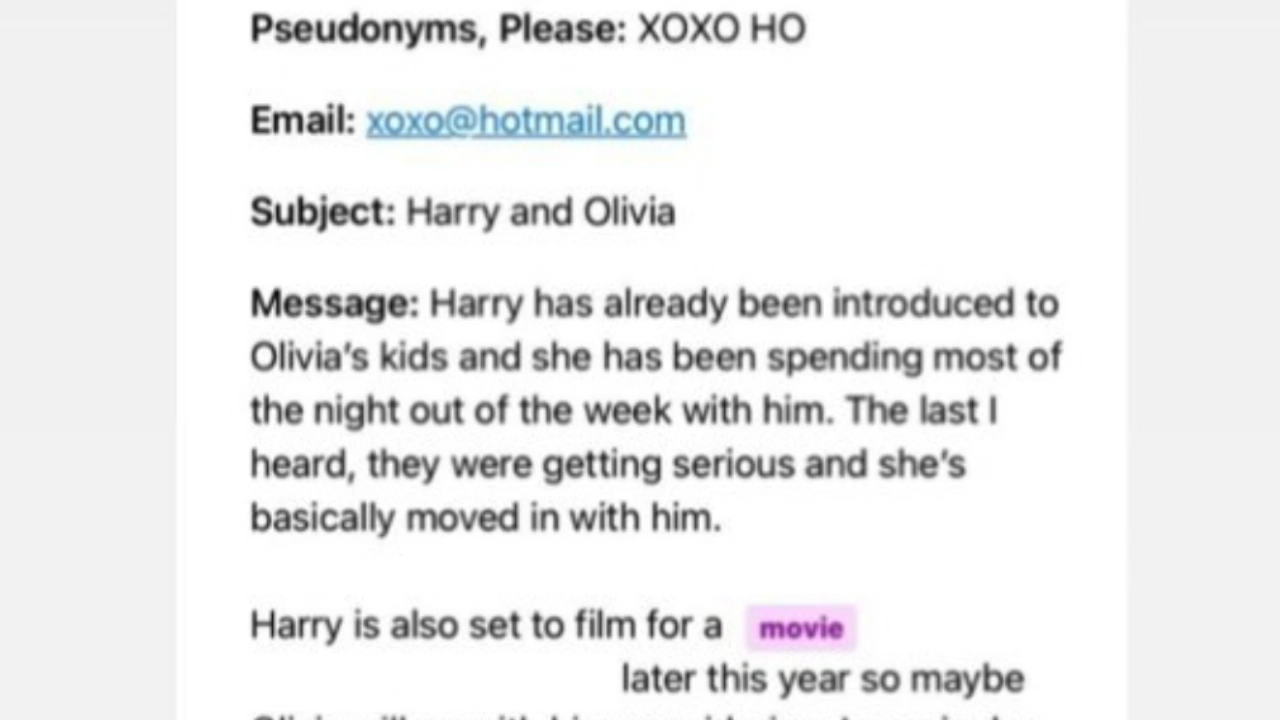 Pseudonyms, Please: XOXO HO
Email: xoxo@hotmail.com
Subject: Harry and Olivia
Message: Harry has already been introduced to
Olivia's kids and she has been spending most of
the night out of the week with him. The last I
heard, they were getting serious and she's
basically moved in with him.
Harry is also set to film for a movie
later this year so maybe